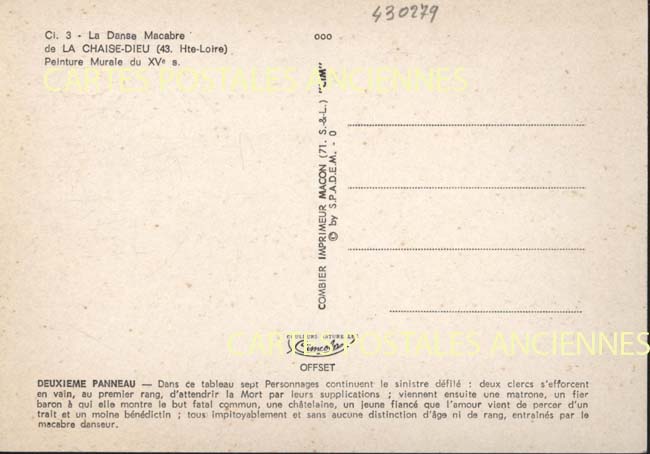 430279
Ci. 3 - La Danse Macabre
de LA CHAISE-DIEU (43. Hte-Loire)
Peinture Murale du XVe s.
ooo
CARTES POSTALES ANCIENNES
COMBIER IMPRIMEUR MACON (71. S.-&-L.) "CIM"
© by S.P.A.D.E.M. - 0
CARTES POSTALES ANCIENNES
OFFSET
DEUXIEME PANNEAU — Dans ce tableau sept Personnages continuent le sinistre défilé : deux clercs s'efforcent
en vain, au premier rang, d'attendrir la Mort par leurs supplications ; viennent ensuite une matrone, un fier
baron à qui elle montre le but fatal commun, une châtelaine, un jeune fiancé que l'amour vient de percer d'un
trait et un moine bénédictin ; tous impitoyablement et sans aucune distinction d'âge ni de rang, entraînés par le
macabre danseur.